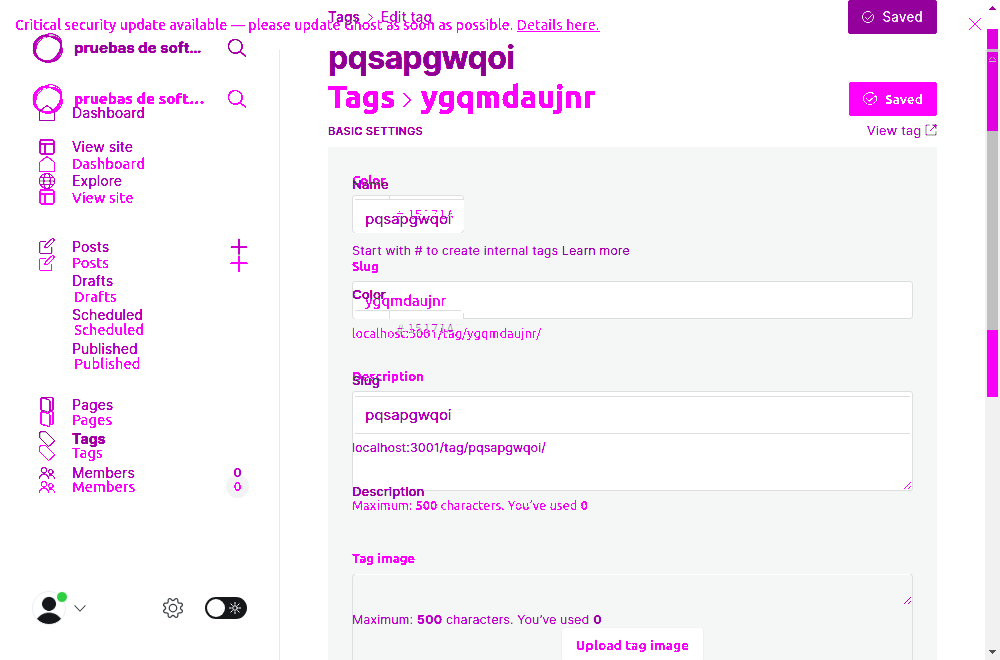 Tags > Edit tag
Saved
Critical security update available — please update Ghost as soon as possible. Details here.
pruebas de soft...
pqsapgwqoi
pruebas de soft...
Tags > ygqmdaujnr
Saved
Dashboard
BASIC SETTINGS
View tag
View site
Dashboard
Explore
View site
Color
Name
pqsapgwqoi
# 15171A
Posts
Start with # to create internal tags Learn more
Posts
Slug
Drafts
Drafts
Color
ygqmdaujnr
Scheduled
Scheduled
# 15171A
localhost:3001/tag/ygqmdaujnr/
Published
Published
Description
Slug
Pages
pqsapgwqoi
Pages
Tags
localhost:3001/tag/pqsapgwqoi/
Tags
Members 0
Members 0
Description
Maximum: 500 characters. You've used 0
Tag image
Maximum: 500 characters. You've used 0
Upload tag image